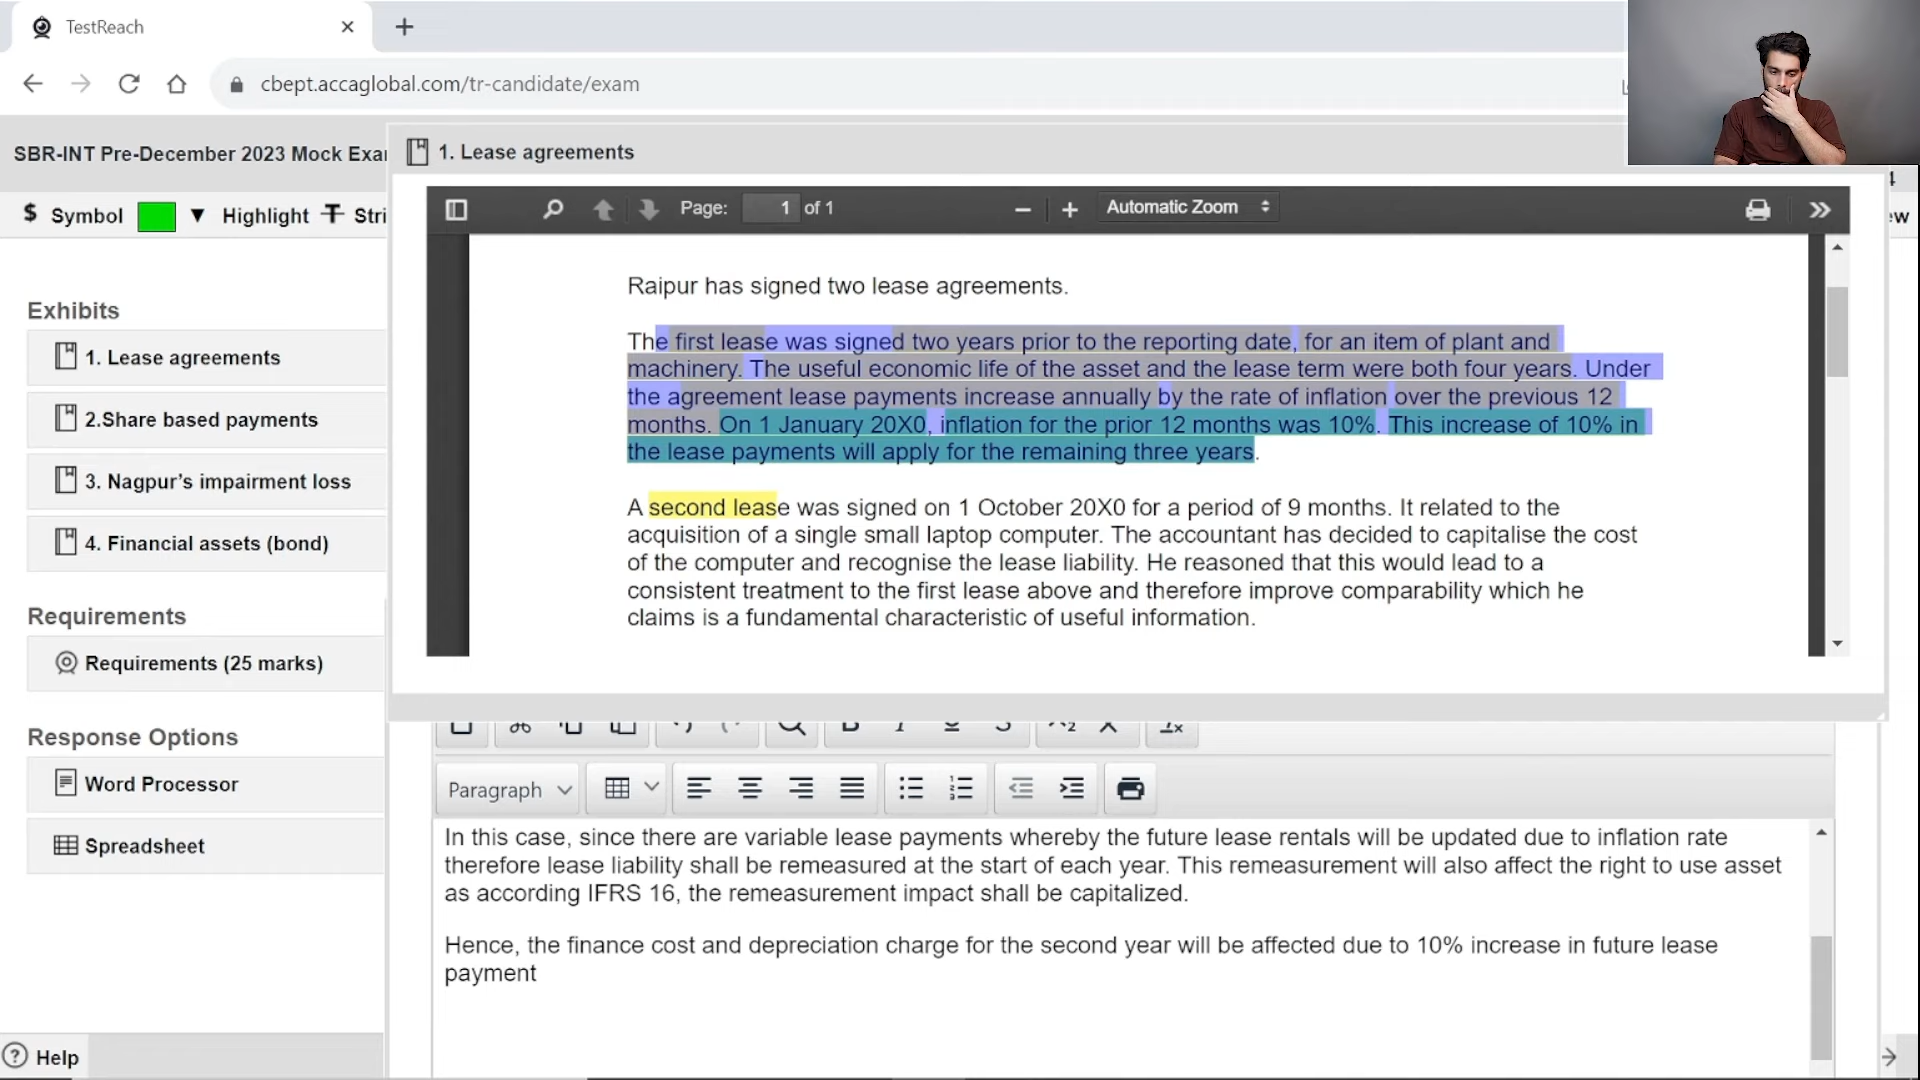 TestReach
cbept.accaglobal.com/tr-candidate/exam
SBR-INT Pre-December 2023 Mock Exa
1. Lease agreements
4
$ Symbol Highlight Stri
ew
Page: 1 of 1
Automatic Zoom
Exhibits
1. Lease agreements
2.Share based payments
3. Nagpur's impairment loss
4. Financial assets (bond)
Requirements
Requirements (25 marks)
Response Options
Word Processor
Spreadsheet
Help
Raipur has signed two lease agreements.
The first lease was signed two years prior to the reporting date, for an item of plant and
machinery. The useful economic life of the asset and the lease term were both four years. Under
the agreement lease payments increase annually by the rate of inflation over the previous 12
months. On 1 January 20X0, inflation for the prior 12 months was 10%. This increase of 10% in
the lease payments will apply for the remaining three years.
A second lease was signed on 1 October 20X0 for a period of 9 months. It related to the
acquisition of a single small laptop computer. The accountant has decided to capitalise the cost
of the computer and recognise the lease liability. He reasoned that this would lead to a
consistent treatment to the first lease above and therefore improve comparability which he
claims is a fundamental characteristic of useful information.
Paragraph
In this case, since there are variable lease payments whereby the future lease rentals will be updated due to inflation rate
therefore lease liability shall be remeasured at the start of each year. This remeasurement will also affect the right to use asset
as according IFRS 16, the remeasurement impact shall be capitalized.
Hence, the finance cost and depreciation charge for the second year will be affected due to 10% increase in future lease
payment